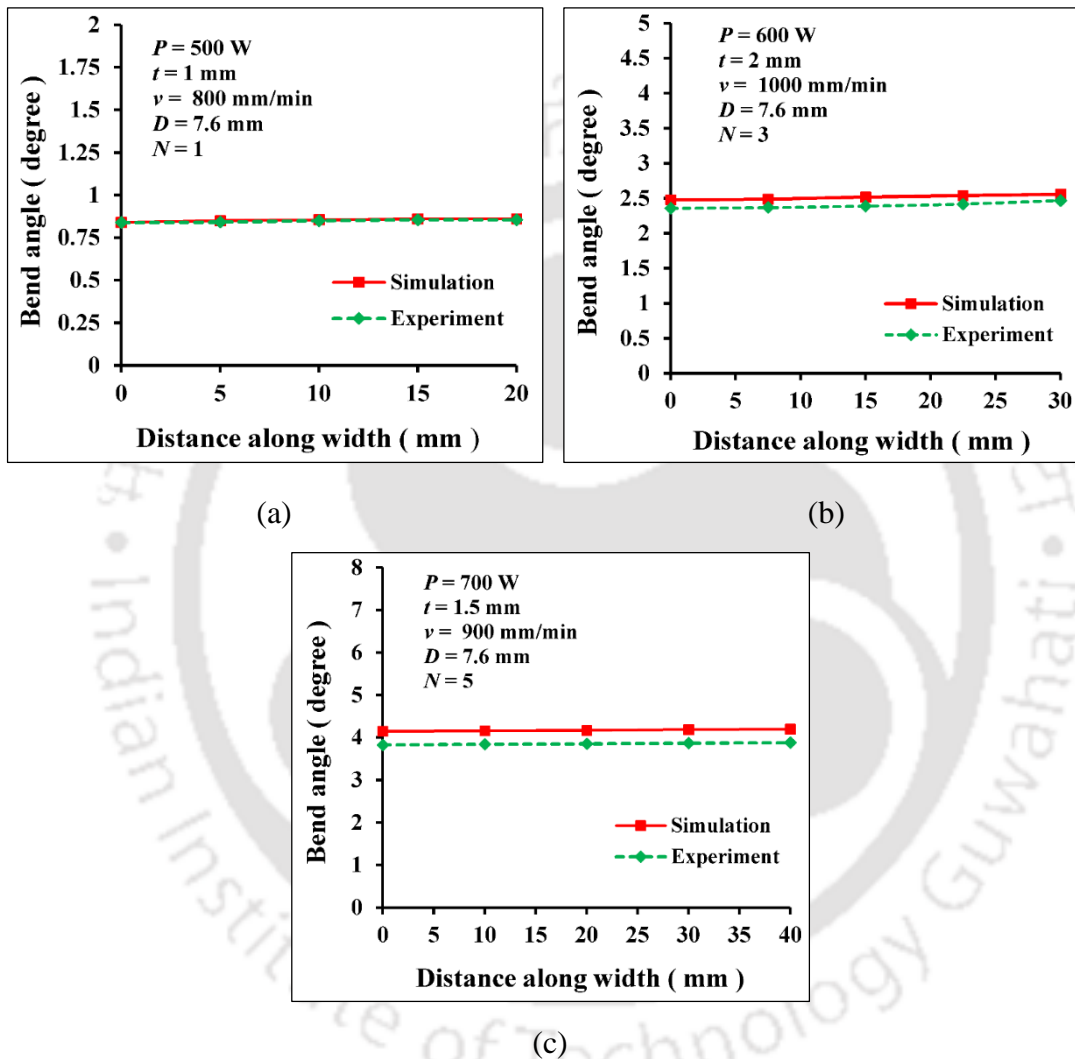 P = 500 W
t = 1 mm
v = 800 mm/min
D = 7.6 mm
N = 1
Bend angle ( degree )
2
1.75
1.5
1.25
1
0.75
0.5
0.25
0
Simulation
Experiment
0 5 10 15 20
Distance along width ( mm )
(a)
P = 600 W
t = 2 mm
v = 1000 mm/min
D = 7.6 mm
N = 3
Bend angle ( degree )
5
4.5
4
3.5
3
2.5
2
1.5
1
0.5
0
Simulation
Experiment
0 5 10 15 20 25 30
Distance along width ( mm )
(b)
P = 700 W
t = 1.5 mm
v = 900 mm/min
D = 7.6 mm
N = 5
Bend angle ( degree )
8
7
6
5
4
3
2
1
0
Simulation
Experiment
0 5 10 15 20 25 30 35 40
Distance along width ( mm )
(c)
Indian Institute of Technology Guwahati